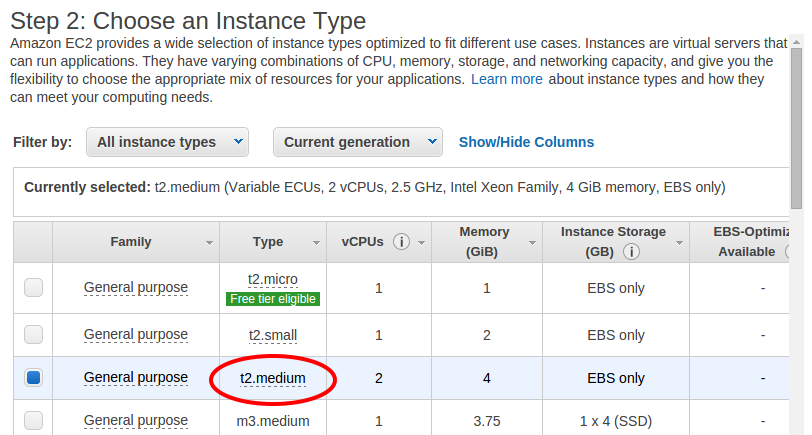 Step 2: Choose an Instance Type
Amazon EC2 provides a wide selection of instance types optimized to fit different use cases. Instances are virtual servers that
can run applications. They have varying combinations of CPU, memory, storage, and networking capacity, and give you the
flexibility to choose the appropriate mix of resources for your applications. Learn more about instance types and how they
can meet your computing needs.
Filter by: All instance types Current generation Show/Hide Columns
Currently selected: t2.medium (Variable ECUs, 2 vCPUs, 2.5 GHz, Intel Xeon Family, 4 GiB memory, EBS only)
Family Type vCPUs i Memory (GiB) Instance Storage (GB) i EBS-Optimiz Available
General purpose t2.micro 1 1 EBS only -
Free tier eligible
General purpose t2.small 1 2 EBS only -
General purpose t2.medium 2 4 EBS only -
General purpose m3.medium 1 3.75 1 x 4 (SSD) -